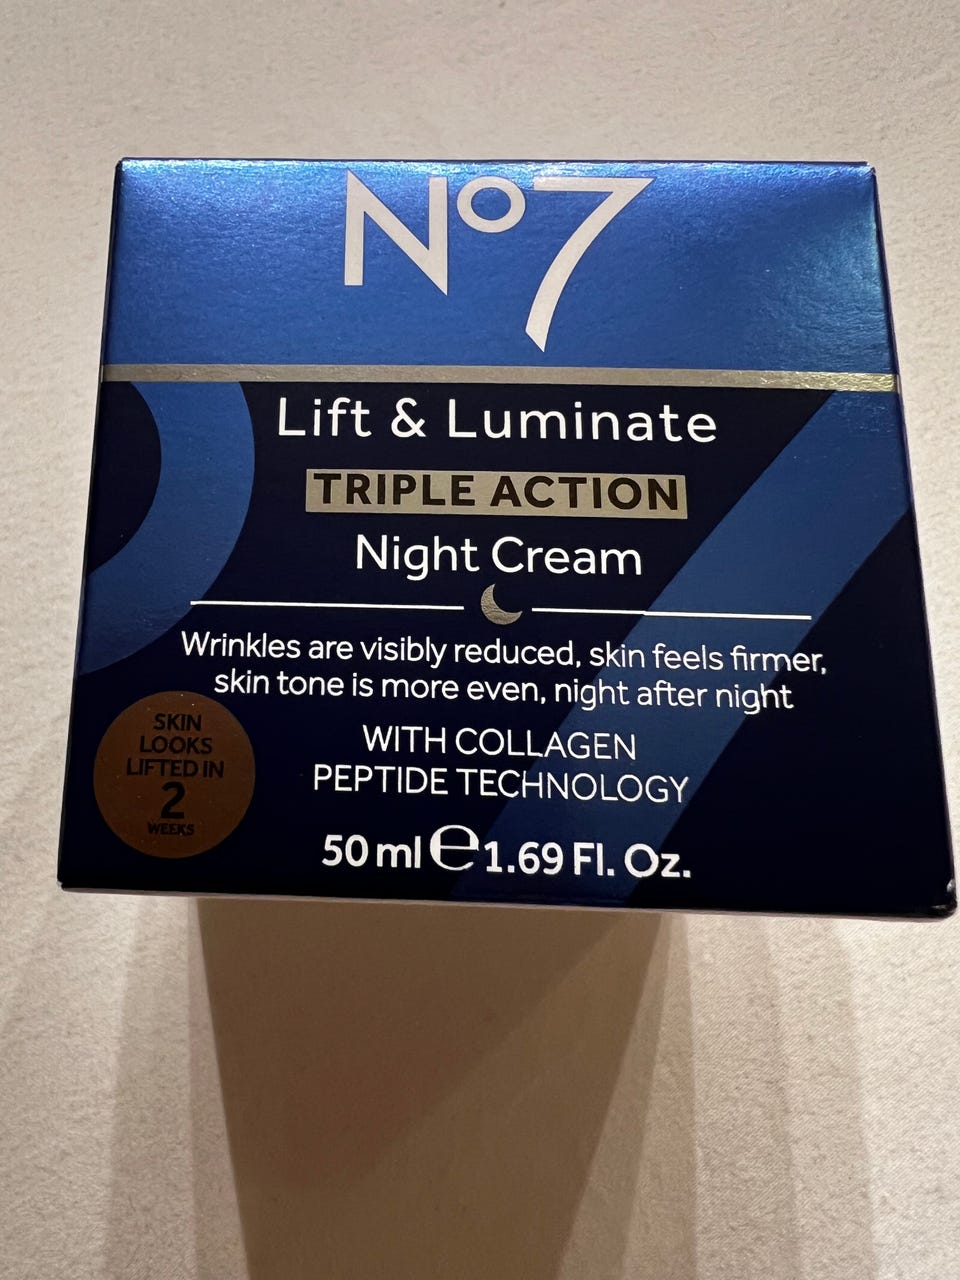 No7
Lift & Luminate
TRIPLE ACTION
Night Cream
Wrinkles are visibly reduced, skin feels firmer,
skin tone is more even, night after night
WITH COLLAGEN
PEPTIDE TECHNOLOGY
SKIN
LOOKS
LIFTED IN
2
WEEKS
50 ml e 1.69 Fl. Oz.